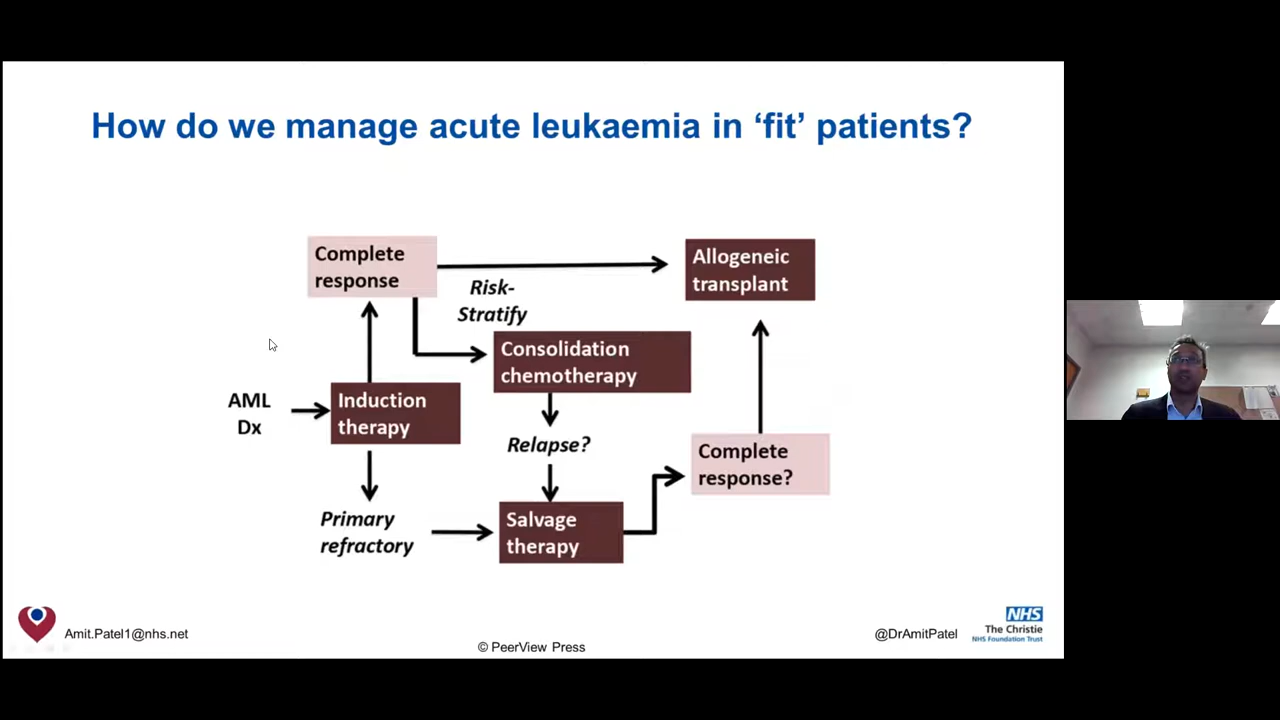 How do we manage acute leukaemia in ‘fit’ patients?
Complete
response
Allogeneic
transplant
Risk-
Stratify
Consolidation
chemotherapy
AML
Dx
Induction
therapy
Relapse?
Complete
response?
Primary
refractory
Salvage
therapy
Amit.Patel1@nhs.net
© PeerView Press
@DrAmitPatel
NHS
The Christie
NHS Foundation Trust